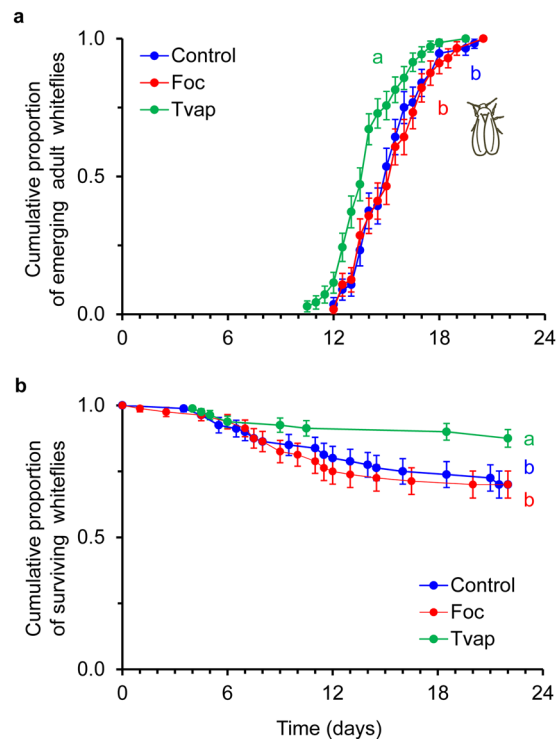 a
Cumulative proportion
of emerging adult whiteflies
1.0
0.5
0.0
Control
Foc
Tvap
a
b
b
0
6
12
18
24
b
Cumulative proportion
of surviving whiteflies
1.0
0.5
0.0
a
b
b
Control
Foc
Tvap
0
6
12
18
24
Time (days)